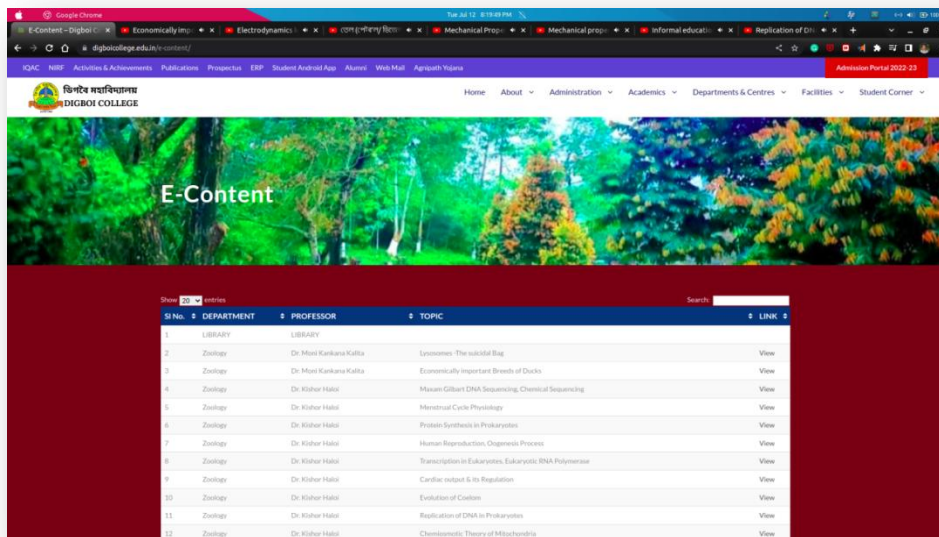 Google Chrome
Tue Jul 12 8:19:49 PM
E-Content – Digboi Co
Economically impo
Electrodynamics
Mechanical Prope
Mechanical prope
Informal educatio
Replication of DN
digboicollege.edu.in/e-content/
IQAC NIRF Activities & Achievements Publications Prospectus ERP Student Android App Alumni Web Mail Agnipath Yojana
Admission Portal 2022-23
ডিগবৈ মহাবিদ্যালয়
DIGBOI COLLEGE
Home About Administration Academics Departments & Centres Facilities Student Corner
E-Content
Show 20 entries
Search:
SI No. DEPARTMENT PROFESSOR TOPIC LINK
1 LIBRARY LIBRARY
2 Zoology Dr. Moni Kankana Kalita Lysosomes -The suicidal Bag View
3 Zoology Dr. Moni Kankana Kalita Economically important Breeds of Ducks View
4 Zoology Dr. Kishor Haloi Maxam Gilbert DNA Sequencing, Chemical Sequencing View
5 Zoology Dr. Kishor Haloi Menstrual Cycle Physiology View
6 Zoology Dr. Kishor Haloi Protein Synthesis in Prokaryotes View
7 Zoology Dr. Kishor Haloi Human Reproduction, Oogenesis Process View
8 Zoology Dr. Kishor Haloi Transcription in Eukaryotes, Eukaryotic RNA Polymerase View
9 Zoology Dr. Kishor Haloi Cardiac output & its Regulation View
10 Zoology Dr. Kishor Haloi Evolution of Coelom View
11 Zoology Dr. Kishor Haloi Replication of DNA in Prokaryotes View
12 Zoology Dr. Kishor Haloi Chemiosmotic Theory of Mitochondria View